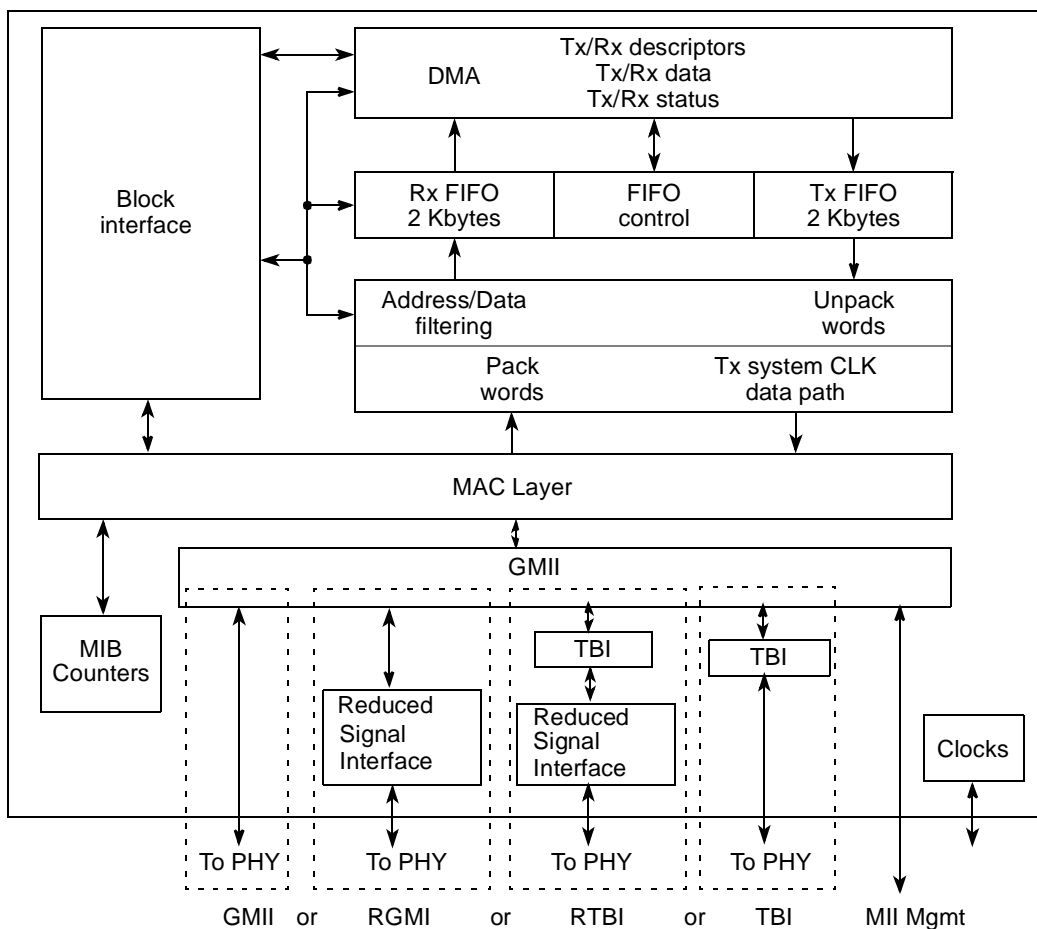 Tx/Rx descriptors
DMA
Tx/Rx data
Tx/Rx status
Block
interface
Rx FIFO
2 Kbytes
FIFO
control
Tx FIFO
2 Kbytes
Address/Data
filtering
Unpack
words
Pack
words
Tx system CLK
data path
MAC Layer
GMII
MIB
Counters
TBI
TBI
Reduced
Signal
Interface
Reduced
Signal
Interface
Clocks
To PHY
To PHY
To PHY
To PHY
GMII or RGMI or RTBI or TBI MII Mgmt